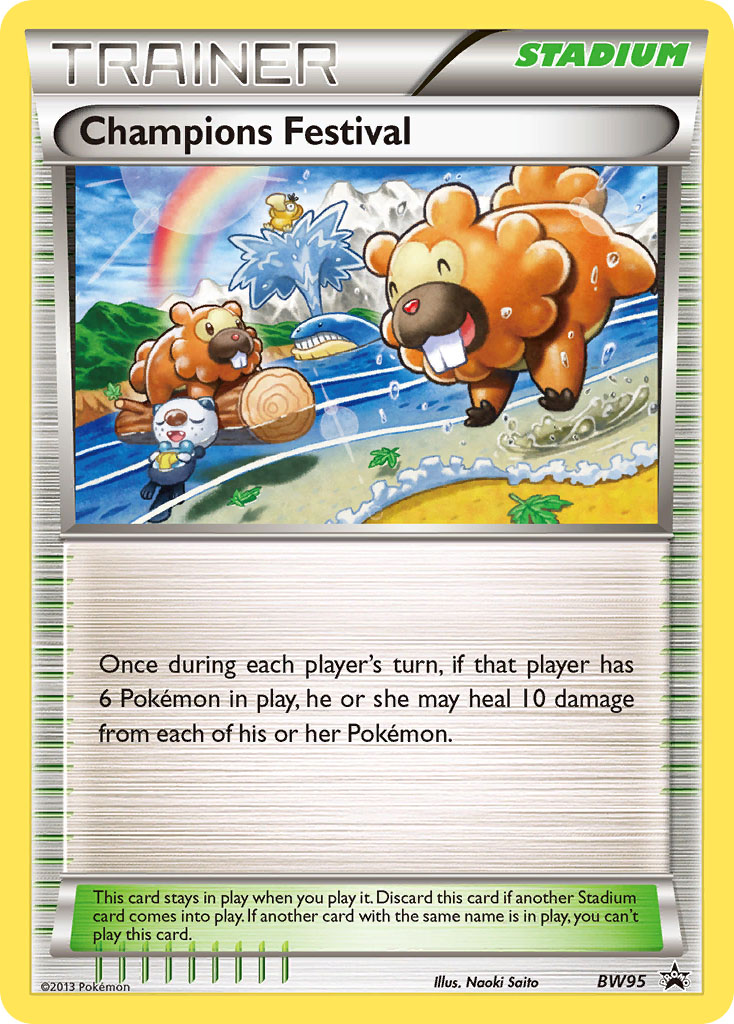 TRAINER
STADIUM
Champions Festival
Once during each player's turn, if that player has
6 Pokémon in play, he or she may heal 10 damage
from each of his or her Pokémon.
This card stays in play when you play it. Discard this card if another Stadium
card comes into play. If another card with the same name is in play, you can't
play this card.
©2013 Pokémon
Illus. Naoki Saito
BW95
PROMO